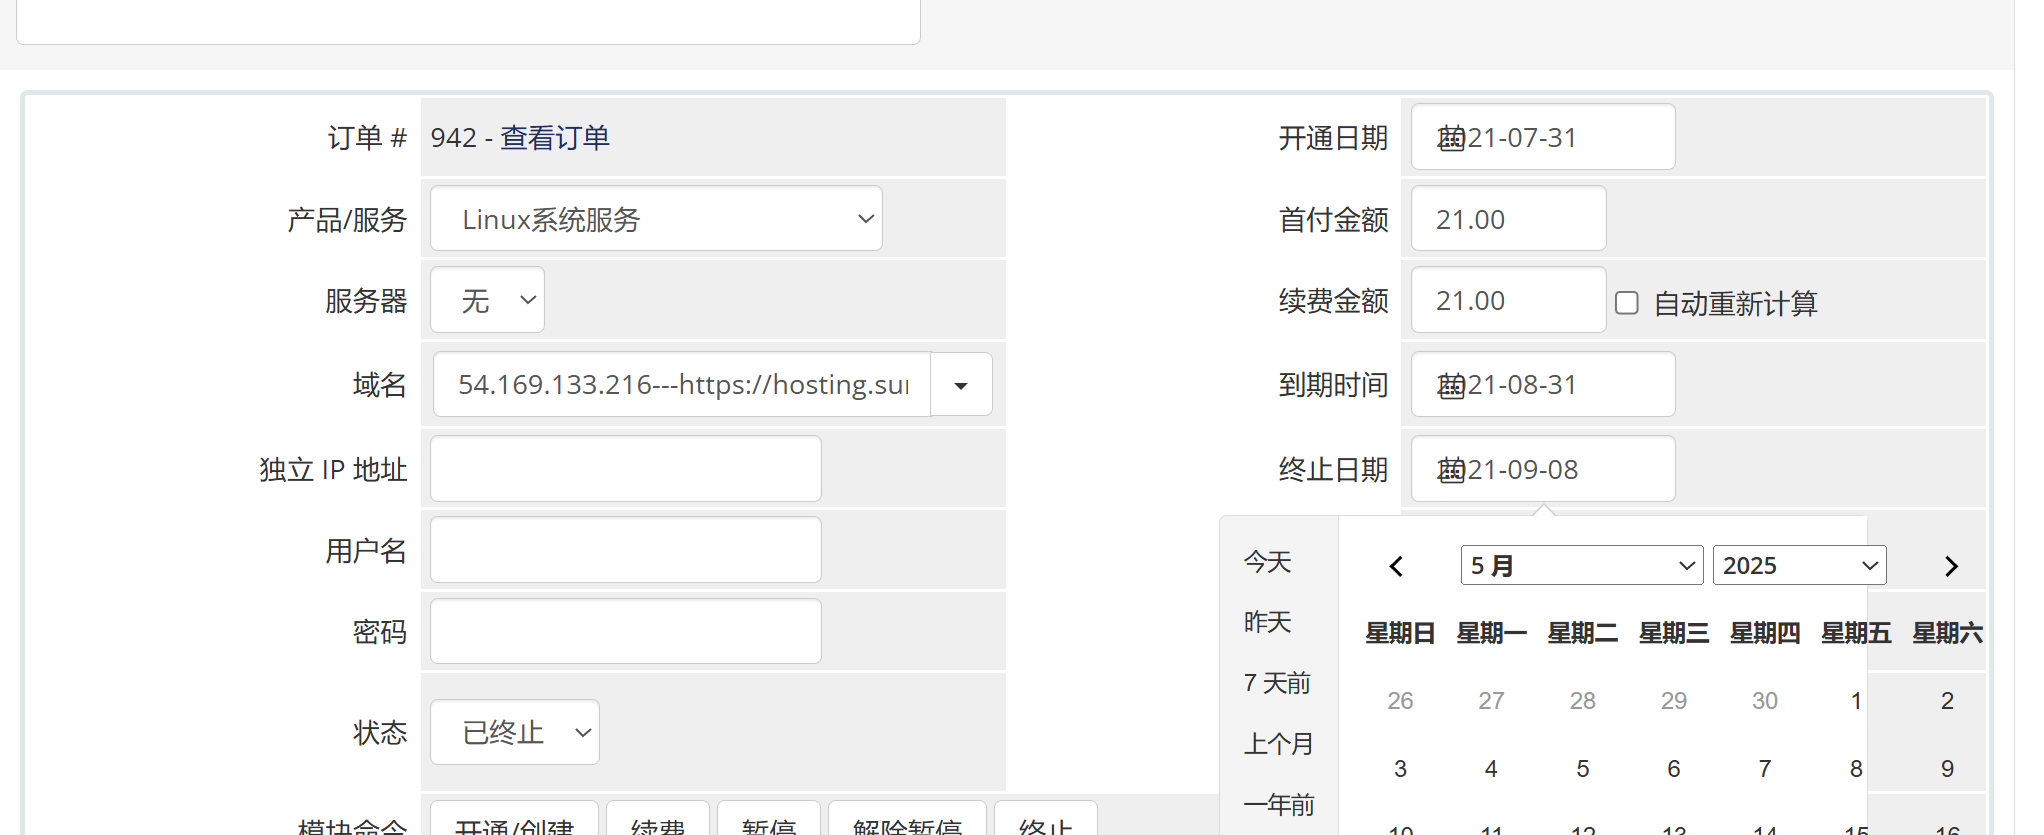 订单 # 942 - 查看订单 开通日期 2021-07-31
产品/服务 Linux系统服务 首付金额 21.00
服务器 无 续费金额 21.00 自动重新计算
域名 54.169.133.216---https://hosting.sur 到期时间 2021-08-31
独立 IP 地址 终止日期 2021-09-08
用户名 今天 5 月 2025
密码 昨天 星期日 星期一 星期二 星期三 星期四 星期五 星期六
7 天前 26 27 28 29 30 1 2
状态 已终止 上个月
3 4 5 6 7 8 9
一年前
模块命令 开通/创建 续费 暂停 解除暂停 终止 10 11 12 13 14 15 16